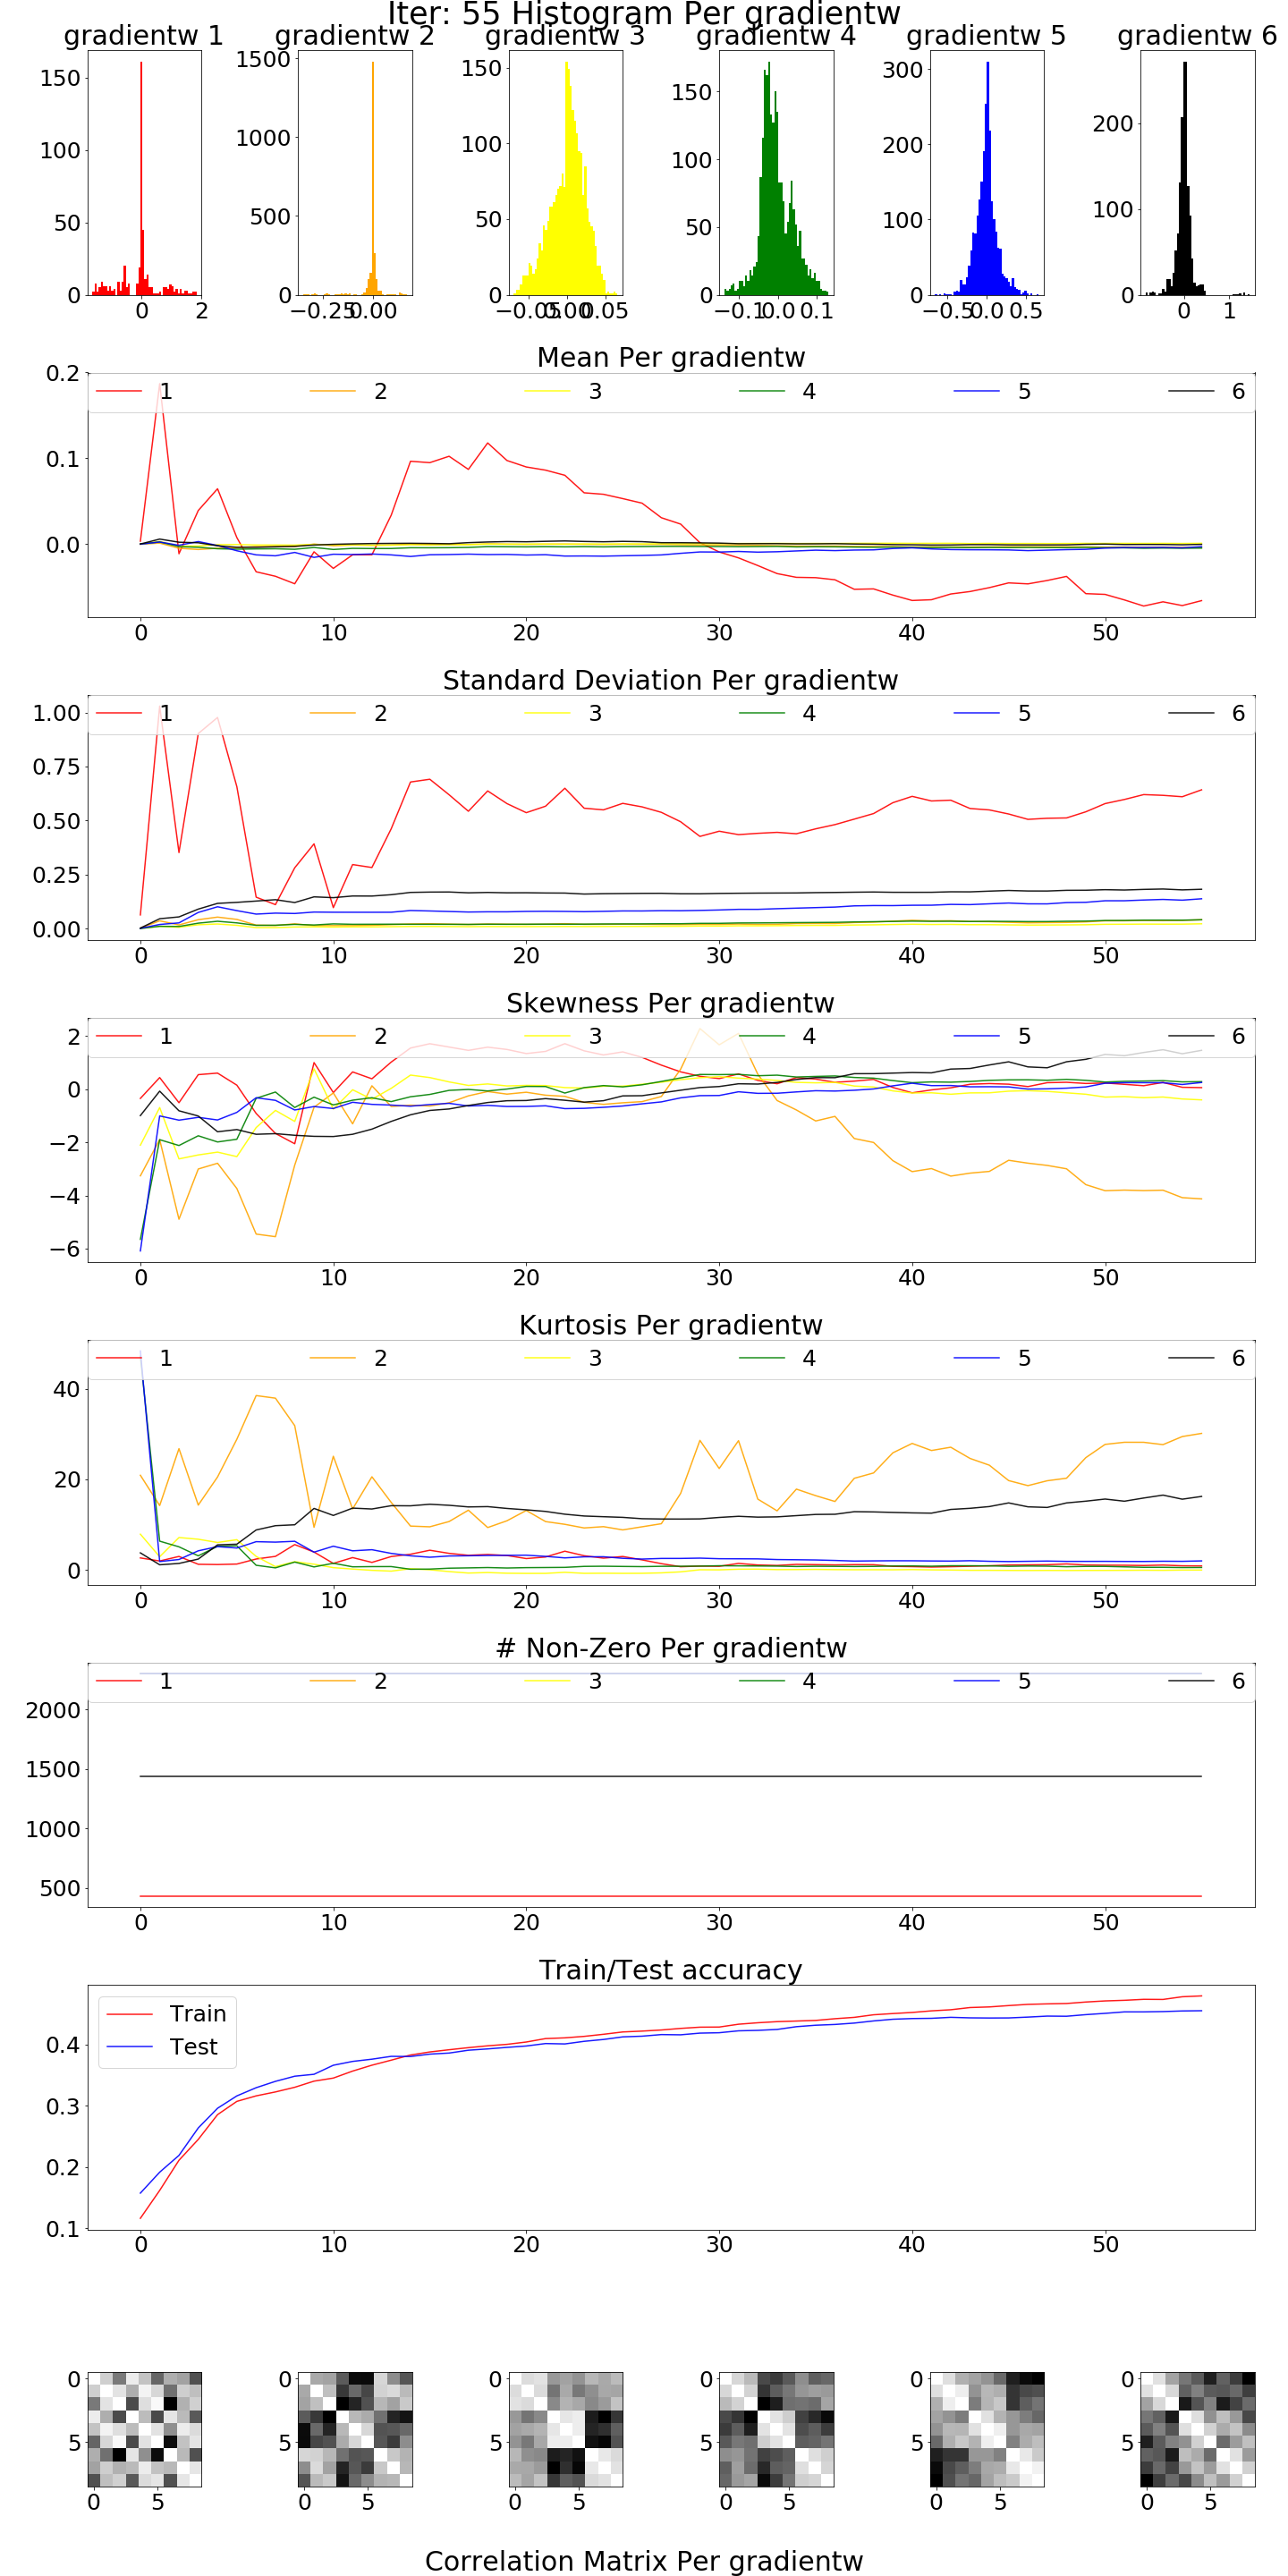 Iter: 55 Histogram Per gradientw
gradientw 1 gradientw 2 gradientw 3 gradientw 4 gradientw 5 gradientw 6
150 100 50 0
0 2
1500 1000 500 0
−0.25 0.00
150 100 50 0
−0.05 0.00 0.05
150 100 50 0
−0.1 0.0 0.1
300 200 100 0
−0.5 0.0 0.5
200 100 0
0 1
Mean Per gradientw
1 2 3 4 5 6
0.2
0.1
0.0
0 10 20 30 40 50
Standard Deviation Per gradientw
1 2 3 4 5 6
1.00
0.75
0.50
0.25
0.00
0 10 20 30 40 50
Skewness Per gradientw
1 2 3 4 5 6
2
0
−2
−4
−6
0 10 20 30 40 50
Kurtosis Per gradientw
1 2 3 4 5 6
40
20
0
0 10 20 30 40 50
# Non-Zero Per gradientw
1 2 3 4 5 6
2000
1500
1000
500
0 10 20 30 40 50
Train/Test accuracy
Train
Test
0.4
0.3
0.2
0.1
0 10 20 30 40 50
0 0 0 0 0 0
5 5 5 5 5 5
0 5 0 5 0 5 0 5 0 5 0 5
Correlation Matrix Per gradientw